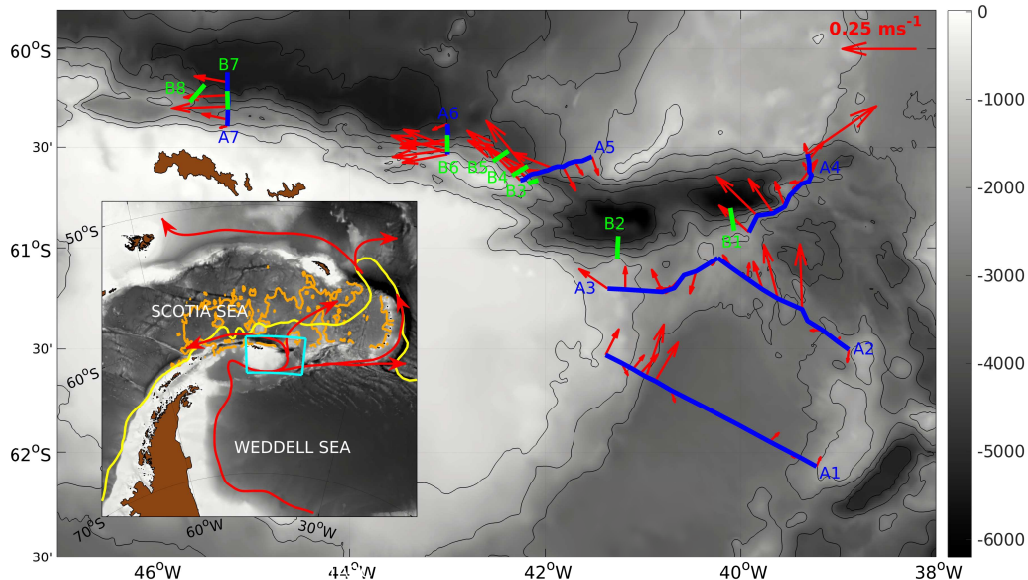 0
60°S
0.25 ms⁻¹
B7
B8
-1000
A6
A7
30'
A5
B6
B5
B4
B3
A4
-2000
50°S
B2
B1
61°S
-3000
A3
SCOTIA SEA
30'
A2
60°S
-4000
WEDDELL SEA
62°S
A1
-5000
70°S
60°W
30°W
30'
-6000
46°W
44°W
42°W
40°W
38°W